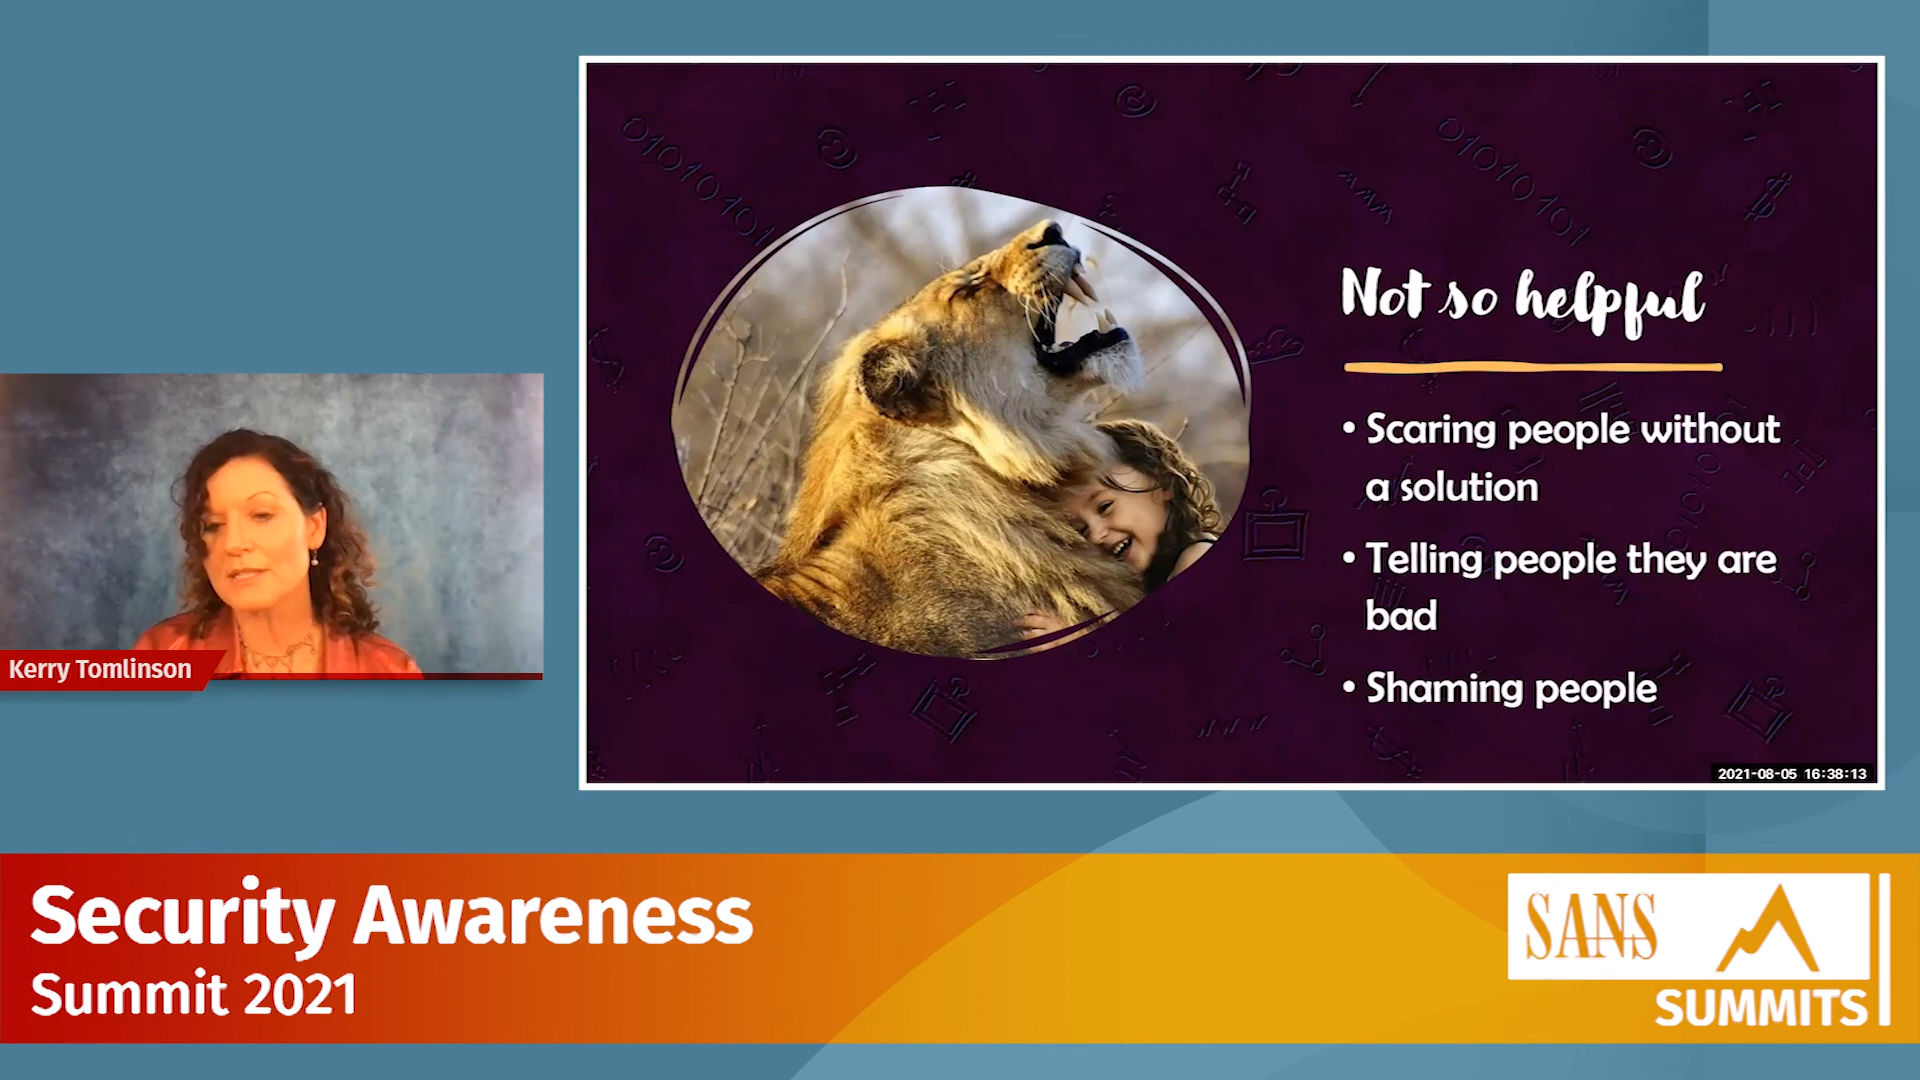 Not so helpful
• Scaring people without
a solution
• Telling people they are
bad
• Shaming people
2021-08-05 16:38:13
Kerry Tomlinson
Security Awareness
Summit 2021
SANS
SUMMITS